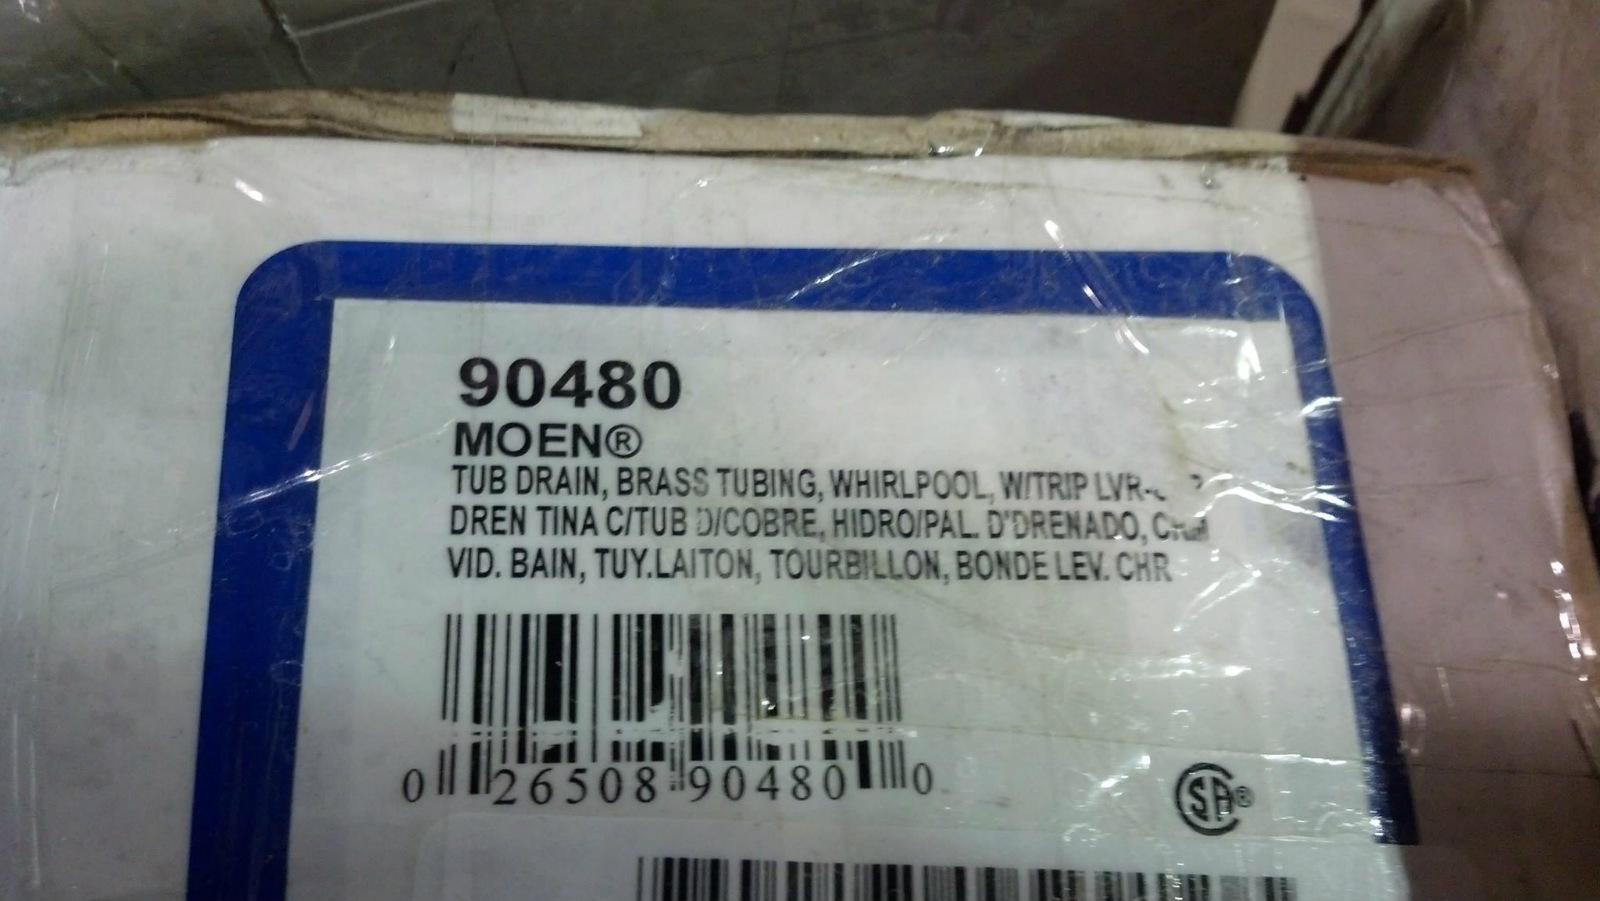 90480
MOEN®
TUB DRAIN, BRASS TUBING, WHIRLPOOL, W/TRIP
DREN TINA C/TUB D/COBRE, HIDRO/PAL. D'DRENADO,
VID. BAIN, TUY.LAITON, TOURBILLON, BONDE LEV. CHR
0 26508 90480 0
SA®